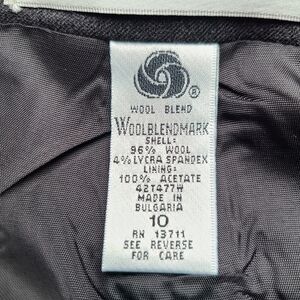 ®
WOOL BLEND
WOOLBLENDMARK
SHELL:
96% WOOL
4% LYCRA SPANDEX
LINING:
100% ACETATE
42T477W
MADE IN
BULGARIA
10
RN 13711
SEE REVERSE
FOR CARE